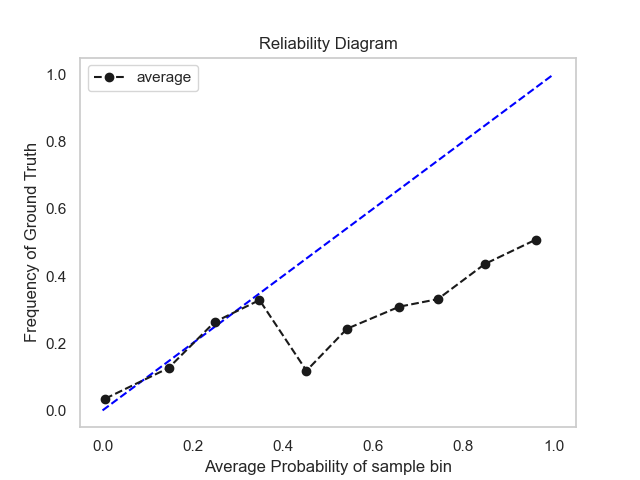 Reliability Diagram
average
Frequency of Ground Truth
1.0
0.8
0.6
0.4
0.2
0.0
0.0 0.2 0.4 0.6 0.8 1.0
Average Probability of sample bin